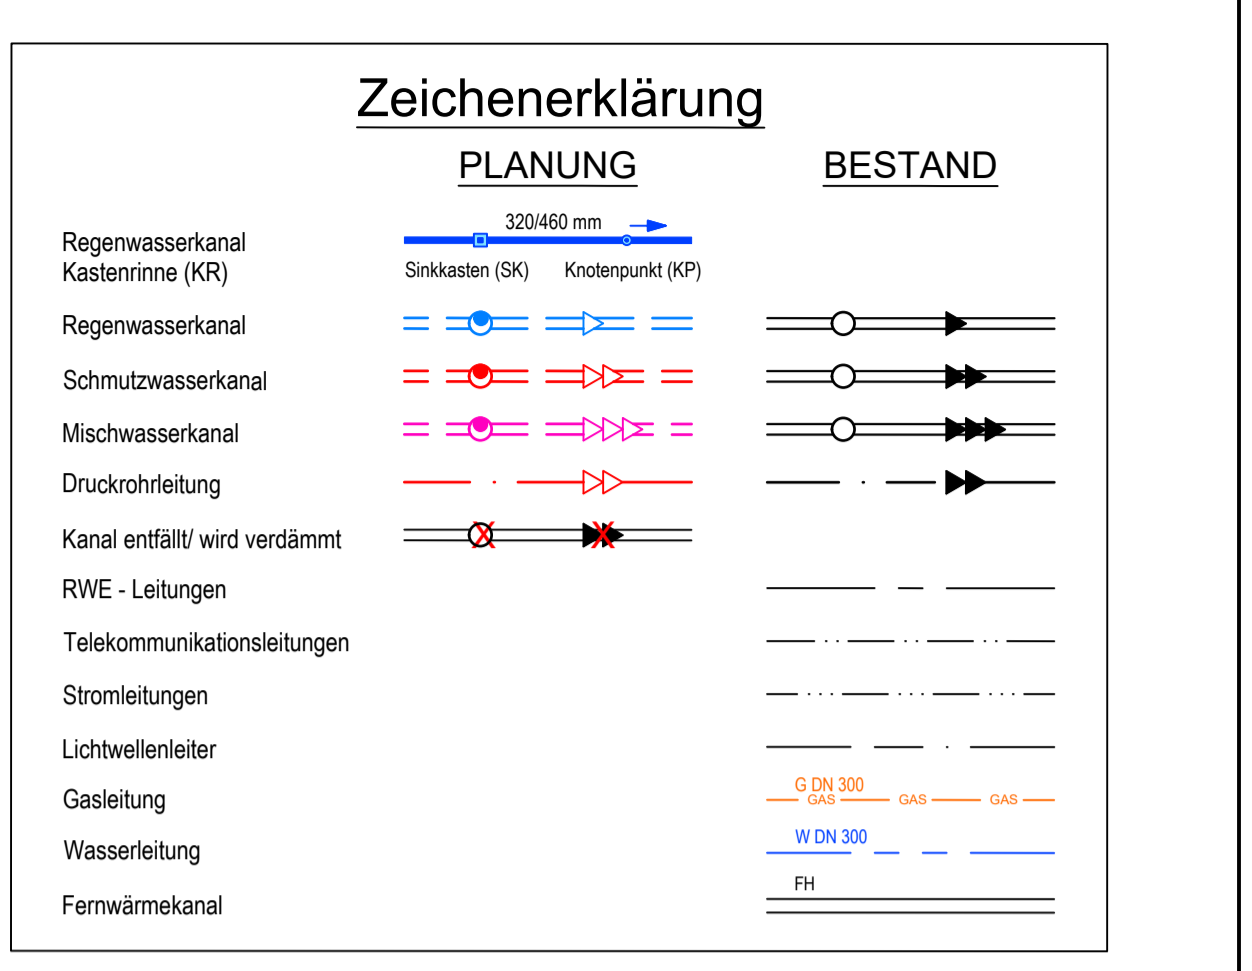 Zeichenerklärung
PLANUNG
BESTAND
320/460 mm
Regenwasserkanal
Kastenrinne (KR)
Sinkkasten (SK)
Knotenpunkt (KP)
Regenwasserkanal
Schmutzwasserkanal
Mischwasserkanal
Druckrohrleitung
Kanal entfällt/ wird verdämmt
RWE - Leitungen
Telekommunikationsleitungen
Stromleitungen
Lichtwellenleiter
G DN 300
Gasleitung
GAS GAS GAS
W DN 300
Wasserleitung
FH
Fernwärmekanal